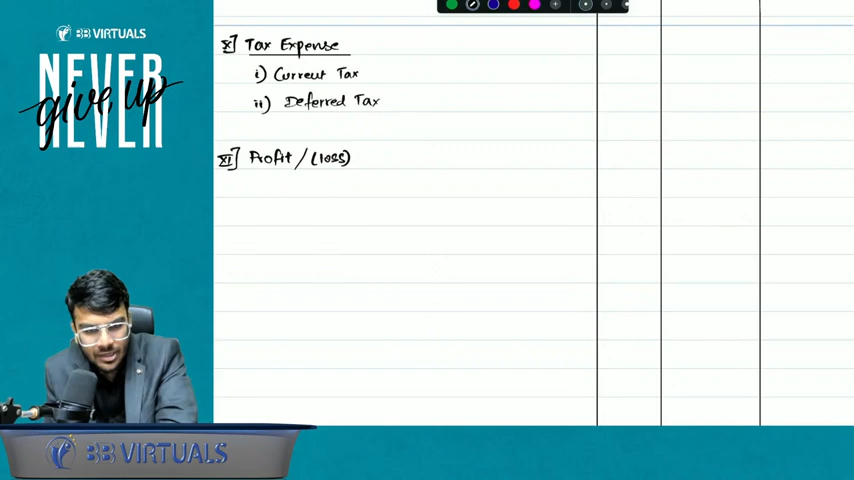 BB VIRTUALS
NEVER
give up
NEVER
X] Tax Expense
i) Current Tax
ii) Deferred Tax
XI] Profit / (loss)
BB VIRTUALS